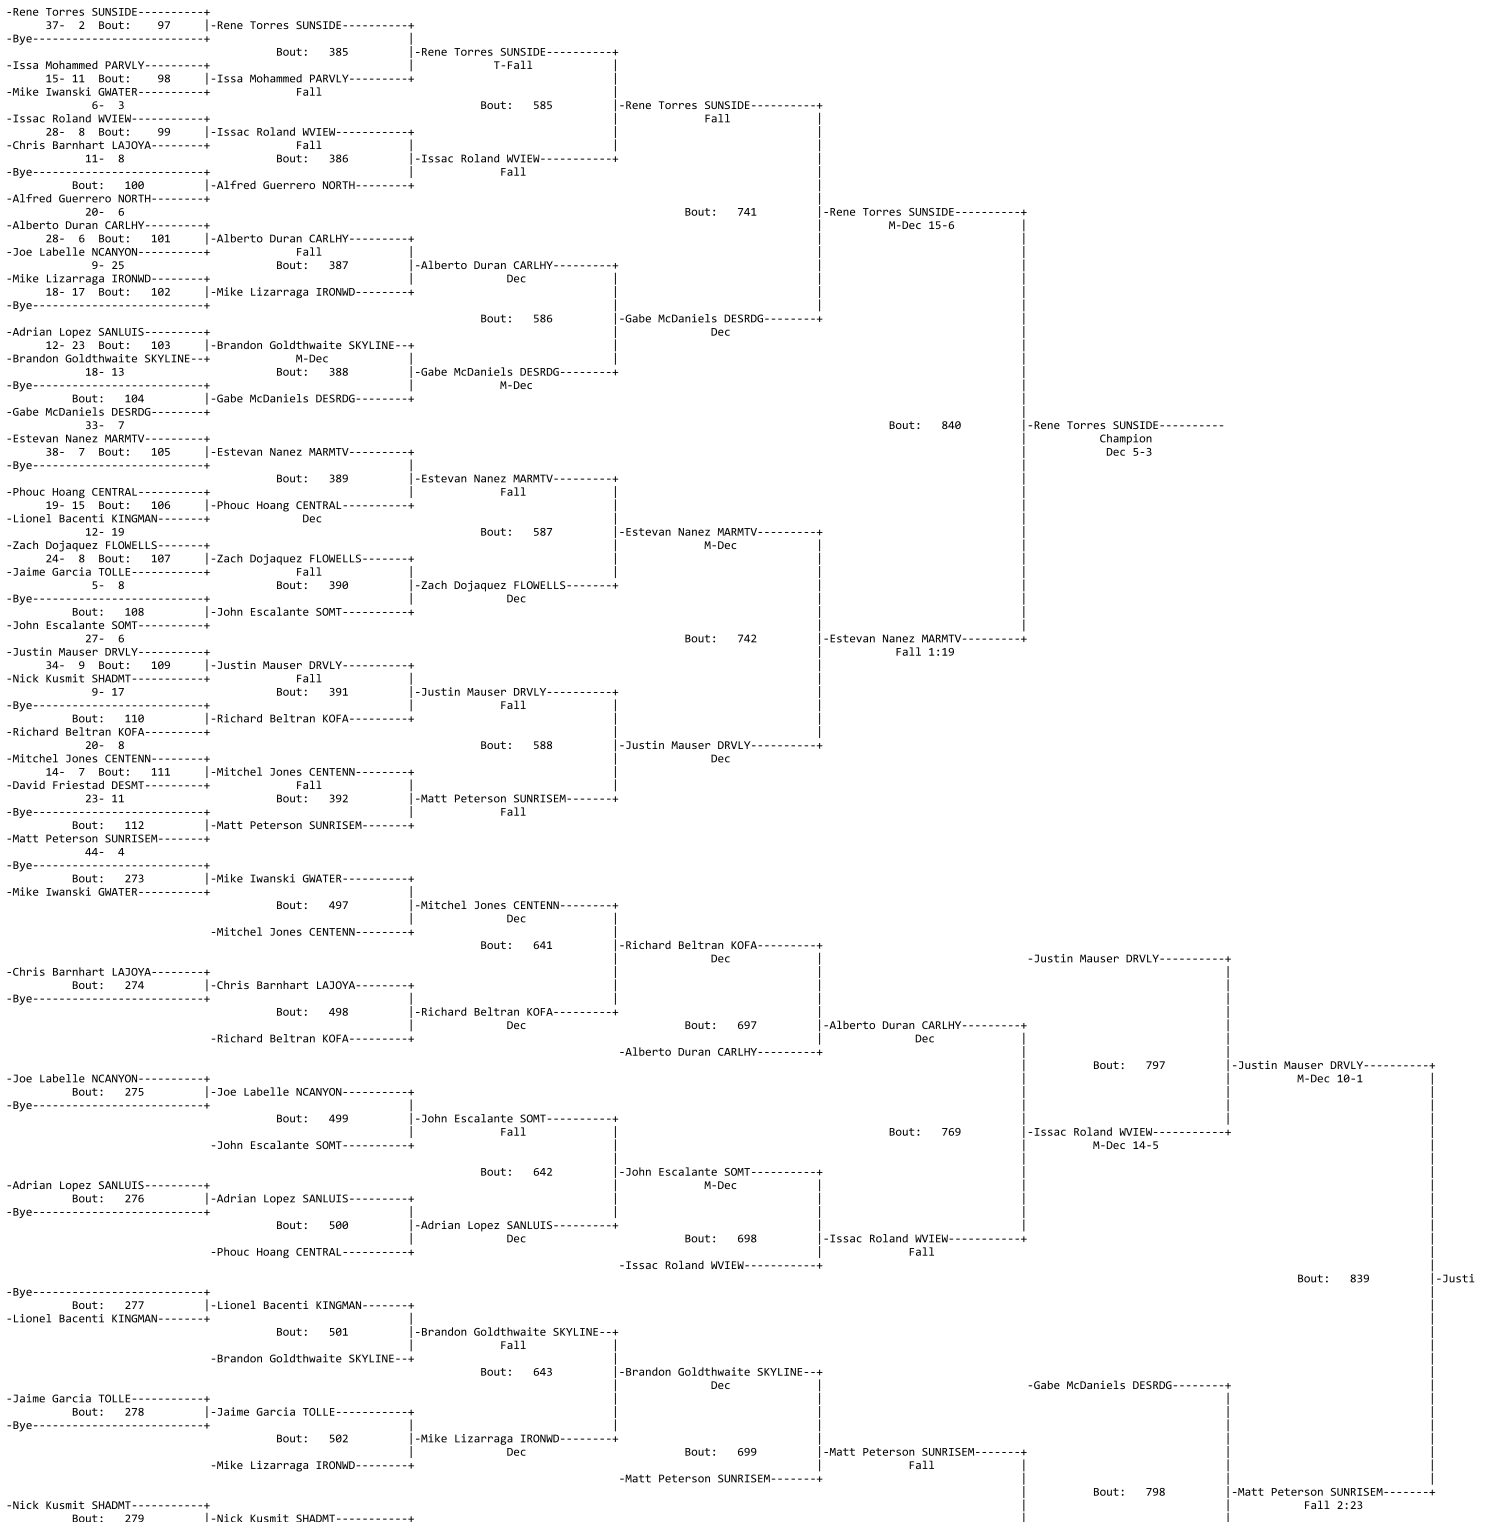 -Rene Torres SUNSIDE----------+
37-  2  Bout:    97     |-Rene Torres SUNSIDE----------+
-Bye--------------------------+                              |
Bout:   385          |-Rene Torres SUNSIDE----------+
-Issa Mohammed PARVLY---------+                              |            T-Fall            |
15- 11  Bout:    98     |-Issa Mohammed PARVLY---------+                              |
-Mike Iwanski GWATER----------+             Fall                                            |
6-  3                                                      Bout:   585          |-Rene Torres SUNSIDE----------+
-Issac Roland WVIEW-----------+                                                             |             Fall             |
28-  8  Bout:    99     |-Issac Roland WVIEW-----------+                              |                              |
-Chris Barnhart LAJOYA--------+             Fall             |                              |                              |
11-  8                       Bout:   386          |-Issac Roland WVIEW-----------+                              |
-Bye--------------------------+                              |             Fall                                            |
Bout:   100         |-Alfred Guerrero NORTH--------+                                                             |
-Alfred Guerrero NORTH--------+                                                                                            |
20-  6                                                                                     Bout:   741          |-Rene Torres SUNSIDE----------+
-Alberto Duran CARLHY---------+                                                                                            |          M-Dec 15-6          |
28-  6  Bout:   101     |-Alberto Duran CARLHY---------+                                                             |                              |
-Joe Labelle NCANYON----------+             Fall             |                                                             |                              |
9- 25                       Bout:   387          |-Alberto Duran CARLHY---------+                              |                              |
-Mike Lizarraga IRONWD--------+                              |              Dec             |                              |                              |
18- 17  Bout:   102     |-Mike Lizarraga IRONWD--------+                              |                              |                              |
-Bye--------------------------+                                                             |                              |                              |
Bout:   586          |-Gabe McDaniels DESRDG--------+                              |
-Adrian Lopez SANLUIS---------+                                                             |              Dec                                            |
12- 23  Bout:   103     |-Brandon Goldthwaite SKYLINE--+                              |                                                             |
-Brandon Goldthwaite SKYLINE--+            M-Dec             |                              |                                                             |
18- 13                       Bout:   388          |-Gabe McDaniels DESRDG--------+                                                             |
-Bye--------------------------+                              |             M-Dec                                                                          |
Bout:   104         |-Gabe McDaniels DESRDG--------+                                                                                            |
-Gabe McDaniels DESRDG--------+                                                                                                                           |
33-  7                                                                                                                    Bout:   840          |-Rene Torres SUNSIDE----------
-Estevan Nanez MARMTV---------+                                                                                                                           |           Champion
38-  7  Bout:   105     |-Estevan Nanez MARMTV---------+                                                                                            |            Dec 5-3
-Bye--------------------------+                              |                                                                                            |
Bout:   389          |-Estevan Nanez MARMTV---------+                                                             |
-Phouc Hoang CENTRAL----------+                              |             Fall             |                                                             |
19- 15  Bout:   106     |-Phouc Hoang CENTRAL----------+                              |                                                             |
-Lionel Bacenti KINGMAN-------+              Dec                                            |                                                             |
12- 19                                                      Bout:   587          |-Estevan Nanez MARMTV---------+                              |
-Zach Dojaquez FLOWELLS-------+                                                             |             M-Dec            |                              |
24-  8  Bout:   107     |-Zach Dojaquez FLOWELLS-------+                              |                              |                              |
-Jaime Garcia TOLLE-----------+             Fall             |                              |                              |                              |
5-  8                       Bout:   390          |-Zach Dojaquez FLOWELLS-------+                              |                              |
-Bye--------------------------+                              |              Dec                                            |                              |
Bout:   108         |-John Escalante SOMT----------+                                                             |                              |
-John Escalante SOMT----------+                                                                                            |                              |
27-  6                                                                                     Bout:   742          |-Estevan Nanez MARMTV---------+
-Justin Mauser DRVLY----------+                                                                                            |           Fall 1:19
34-  9  Bout:   109     |-Justin Mauser DRVLY----------+                                                             |
-Nick Kusmit SHADMT-----------+             Fall             |                                                             |
9- 17                       Bout:   391          |-Justin Mauser DRVLY----------+                              |
-Bye--------------------------+                              |             Fall             |                              |
Bout:   110         |-Richard Beltran KOFA---------+                              |                              |
-Richard Beltran KOFA---------+                                                             |                              |
20-  8                                                      Bout:   588          |-Justin Mauser DRVLY----------+
-Mitchel Jones CENTENN--------+                                                             |              Dec
14-  7  Bout:   111     |-Mitchel Jones CENTENN--------+                              |
-David Friestad DESMT---------+             Fall             |                              |
23- 11                       Bout:   392          |-Matt Peterson SUNRISEM-------+
-Bye--------------------------+                              |             Fall
Bout:   112         |-Matt Peterson SUNRISEM-------+
-Matt Peterson SUNRISEM-------+
44-  4
-Bye--------------------------+
Bout:   273         |-Mike Iwanski GWATER----------+
-Mike Iwanski GWATER----------+                              |
Bout:   497          |-Mitchel Jones CENTENN--------+
|              Dec             |
-Mitchel Jones CENTENN--------+                              |
Bout:   641          |-Richard Beltran KOFA---------+
|              Dec             |                               -Justin Mauser DRVLY----------+
-Chris Barnhart LAJOYA--------+
Bout:   274         |-Chris Barnhart LAJOYA--------+
-Bye--------------------------+                              |
Bout:   498          |-Richard Beltran KOFA---------+
|              Dec                       Bout:   697          |-Alberto Duran CARLHY---------+
-Richard Beltran KOFA---------+                                                             |              Dec             |
-Alberto Duran CARLHY---------+
Bout:   797          |-Justin Mauser DRVLY----------+
-Joe Labelle NCANYON----------+                                                             |          M-Dec 10-1          |
Bout:   275         |-Joe Labelle NCANYON----------+
-Bye--------------------------+                              |
Bout:   499          |-John Escalante SOMT----------+
|             Fall             |                                         Bout:   769          |-Issac Roland WVIEW-----------+
-John Escalante SOMT----------+                              |                                                             |          M-Dec 14-5
Bout:   642          |-John Escalante SOMT----------+
-Adrian Lopez SANLUIS---------+                                                             |             M-Dec            |
Bout:   276         |-Adrian Lopez SANLUIS---------+
-Bye--------------------------+                              |
Bout:   500          |-Adrian Lopez SANLUIS---------+
|              Dec                       Bout:   698          |-Issac Roland WVIEW-----------+
-Phouc Hoang CENTRAL----------+                                                             |             Fall
-Issac Roland WVIEW-----------+
Bout:   839          |-Justi
-Bye--------------------------+
Bout:   277         |-Lionel Bacenti KINGMAN-------+
-Lionel Bacenti KINGMAN-------+                              |
Bout:   501          |-Brandon Goldthwaite SKYLINE--+
|             Fall             |
-Brandon Goldthwaite SKYLINE--+                              |
Bout:   643          |-Brandon Goldthwaite SKYLINE--+
|              Dec             |                               -Gabe McDaniels DESRDG--------+
-Jaime Garcia TOLLE-----------+
Bout:   278         |-Jaime Garcia TOLLE-----------+
-Bye--------------------------+                              |
Bout:   502          |-Mike Lizarraga IRONWD--------+
|              Dec                       Bout:   699          |-Matt Peterson SUNRISEM-------+
-Mike Lizarraga IRONWD--------+                                                             |             Fall             |
-Matt Peterson SUNRISEM-------+
Bout:   798          |-Matt Peterson SUNRISEM-------+
-Nick Kusmit SHADMT-----------+                                                             |           Fall 2:23
Bout:   279         |-Nick Kusmit SHADMT-----------+